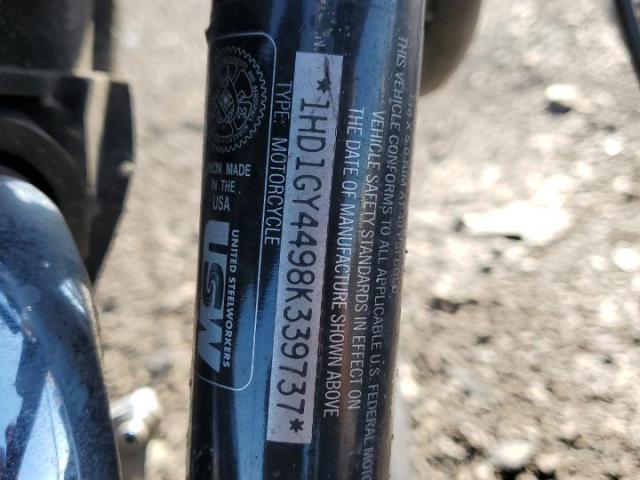 UNION MADE
IN THE
USA
USW
UNITED STEELWORKERS
*1HD1GY4498K339737*
TYPE: MOTORCYCLE
THIS VEHICLE CONFORMS TO ALL APPLICABLE U.S. FEDERAL MOTOR
VEHICLE SAFETY STANDARDS IN EFFECT ON
THE DATE OF MANUFACTURE SHOWN ABOVE